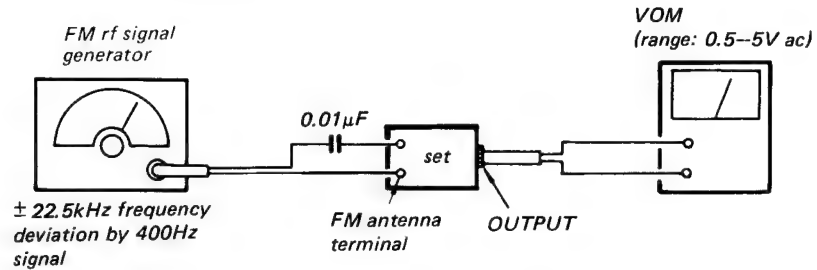 FM rf signal
generator
VOM
(range: 0.5--5V ac)
0.01µF
set
± 22.5kHz frequency
deviation by 400Hz
signal
FM antenna
terminal
OUTPUT